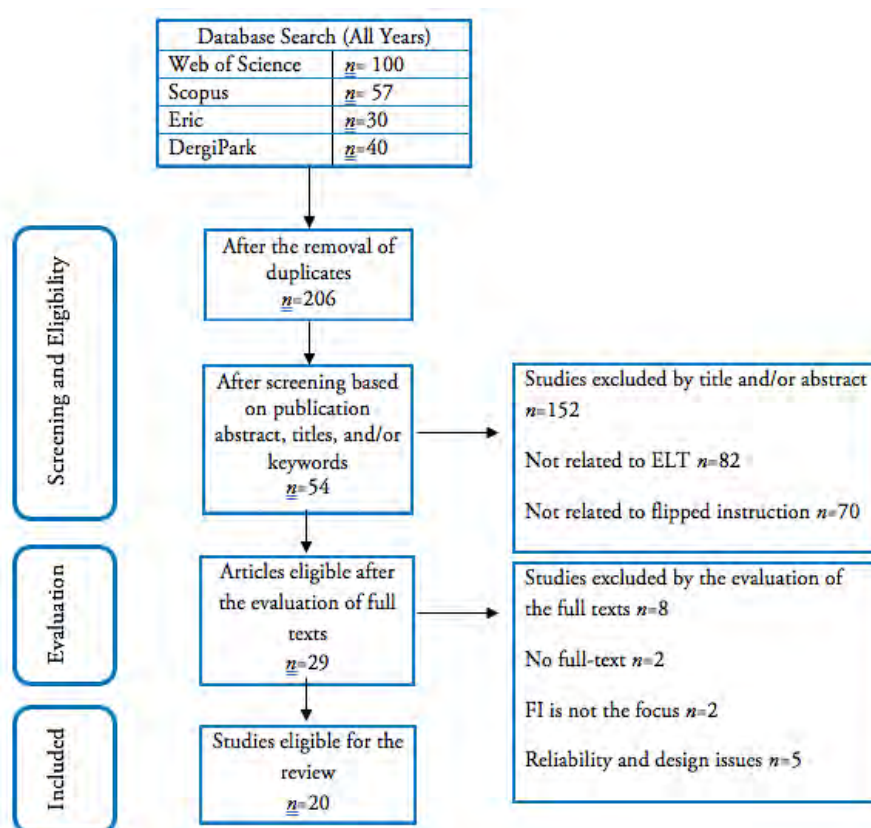 Database Search (All Years)
Web of Science n= 100
Scopus n= 57
Eric n=30
DergiPark n=40
Screening and Eligibility
After the removal of
duplicates
n=206
After screening based
on publication
abstract, titles, and/or
keywords
n=54
Studies excluded by title and/or abstract
n=152
Not related to ELT n=82
Not related to flipped instruction n=70
Evaluation
Articles eligible after
the evaluation of full
texts
n=29
Studies excluded by the evaluation of
the full texts n=8
No full-text n=2
FI is not the focus n=2
Reliability and design issues n=5
Included
Studies eligible for the
review
n=20